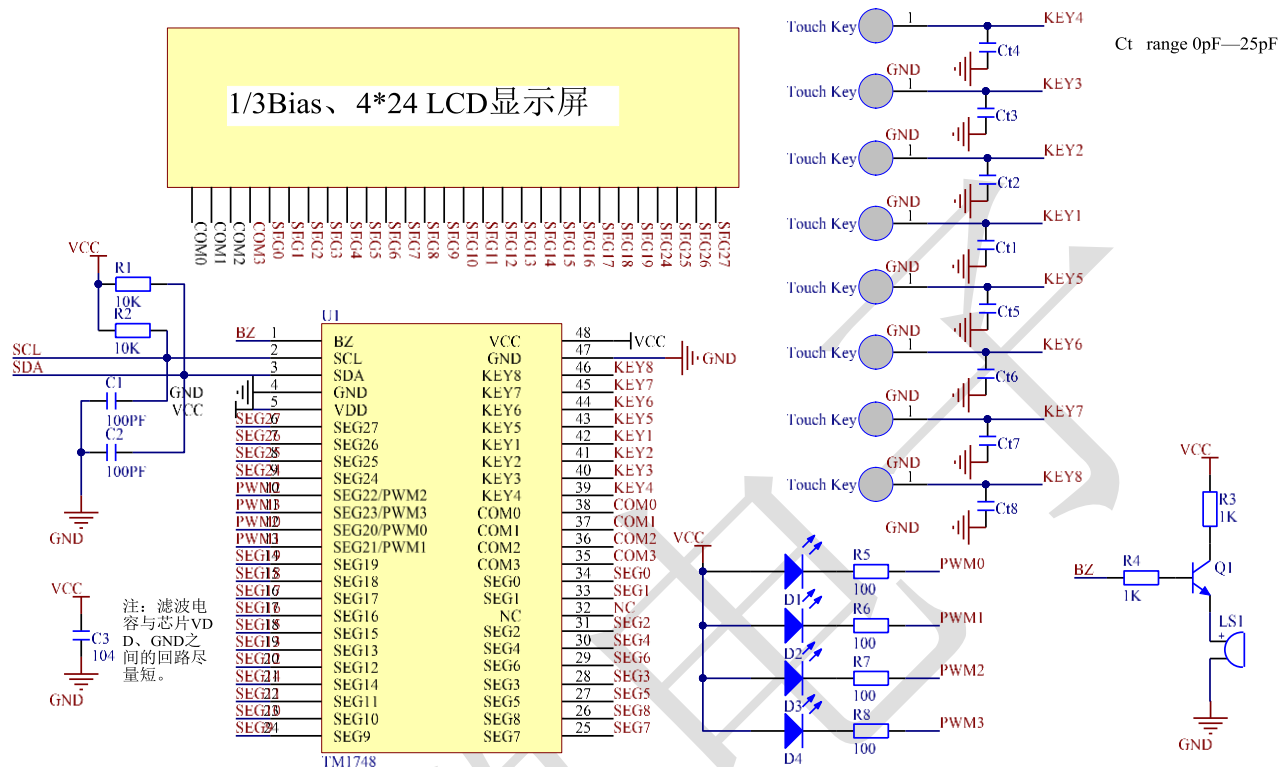 1/3Bias、4*24 LCD显示屏
COM0
COM1
COM2
COM3
SEG0
SEG1
SEG2
SEG3
SEG4
SEG5
SEG6
SEG7
SEG8
SEG9
SEG10
SEG11
SEG12
SEG13
SEG14
SEG15
SEG16
SEG17
SEG18
SEG19
SEG24
SEG25
SEG26
SEG27
Touch Key 1 KEY4
Ct4
GND
Touch Key 1 KEY3
Ct3
GND
Touch Key 1 KEY2
Ct2
GND
Touch Key 1 KEY1
Ct1
GND
Touch Key 1 KEY5
Ct5
GND
Touch Key 1 KEY6
Ct6
GND
Touch Key 1 KEY7
Ct7
GND
Touch Key 1 KEY8
Ct8
GND
Ct range 0pF—25pF
VCC
R1
10K
R2
10K
SCL
SDA
C1
100PF
C2
100PF
GND
GND
VCC
VCC
C3
104
GND
注：滤波电
容与芯片VD
D、GND之
间的回路尽
量短。
U1
BZ 1 BZ VCC 48 VCC
2 SCL GND 47 GND
3 SDA KEY8 46 KEY8
4 GND KEY7 45 KEY7
5 VDD KEY6 44 KEY6
SEG27 6 SEG27 KEY5 43 KEY5
SEG26 7 SEG26 KEY1 42 KEY1
SEG25 8 SEG25 KEY2 41 KEY2
SEG24 9 SEG24 KEY3 40 KEY3
PWM2 10 SEG22/PWM2 KEY4 39 KEY4
PWM3 11 SEG23/PWM3 COM0 38 COM0
PWM0 12 SEG20/PWM0 COM1 37 COM1
PWM1 13 SEG21/PWM1 COM2 36 COM2
SEG19 14 SEG19 COM3 35 COM3
SEG18 15 SEG18 SEG0 34 SEG0
SEG17 16 SEG17 SEG1 33 SEG1
SEG16 17 SEG16 NC 32 NC
SEG15 18 SEG15 SEG2 31 SEG2
SEG13 19 SEG13 SEG4 30 SEG4
SEG12 20 SEG12 SEG6 29 SEG6
SEG14 21 SEG14 SEG3 28 SEG3
SEG11 22 SEG11 SEG5 27 SEG5
SEG10 23 SEG10 SEG8 26 SEG8
SEG9 24 SEG9 SEG7 25 SEG7
TM1748
VCC
D1 R5 100 PWM0
D2 R6 100 PWM1
D3 R7 100 PWM2
D4 R8 100 PWM3
VCC
R3
1K
BZ
R4
1K
Q1
LS1
+
GND
电子